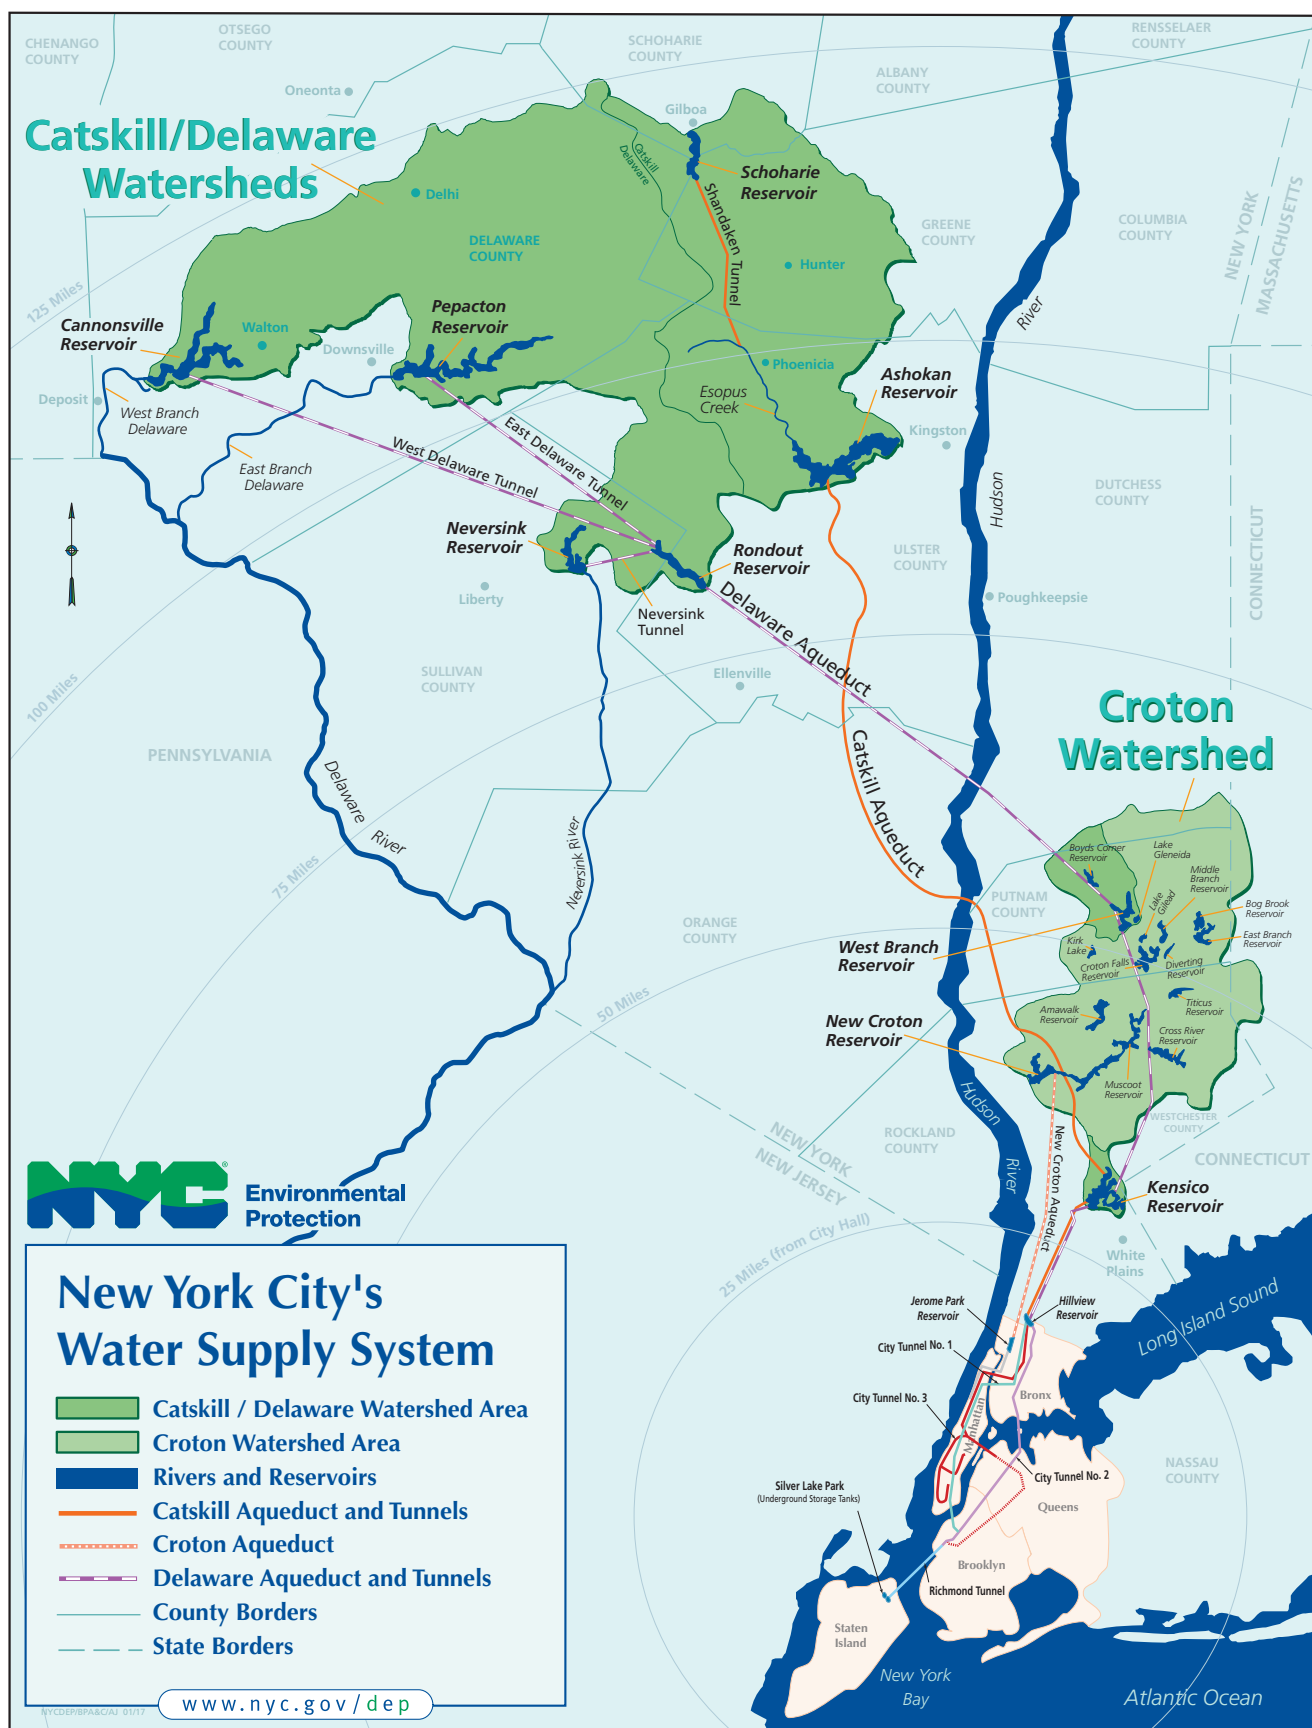 CHENANGO
COUNTY
OTSEGO
COUNTY
SCHOHARIE
COUNTY
RENSSELAER
COUNTY
ALBANY
COUNTY
Oneonta
Gilboa
Catskill/Delaware
Watersheds
Catskill
Delaware
Schoharie
Reservoir
Shandaken Tunnel
Delhi
DELAWARE
COUNTY
Hunter
GREENE
COUNTY
COLUMBIA
COUNTY
NEW YORK
MASSACHUSETTS
125 Miles
Cannonsville
Reservoir
Walton
Pepacton
Reservoir
Downsville
River
Phoenicia
Ashokan
Reservoir
Esopus
Creek
Deposit
West Branch
Delaware
East Branch
Delaware
West Delaware Tunnel
East Delaware Tunnel
Kingston
DUTCHESS
COUNTY
Hudson
Neversink
Reservoir
Rondout
Reservoir
ULSTER
COUNTY
CONNECTICUT
Liberty
Neversink
Tunnel
Poughkeepsie
Delaware Aqueduct
SULLIVAN
COUNTY
Ellenville
100 Miles
PENNSYLVANIA
Croton
Watershed
Delaware
River
Catskill Aqueduct
Neversink River
75 Miles
Boyds Corner
Reservoir
Lake
Gleneida
Middle
Branch
Reservoir
Lake
Gilead
Bog Brook
Reservoir
East Branch
Reservoir
PUTNAM
COUNTY
ORANGE
COUNTY
West Branch
Reservoir
Kirk
Lake
Croton Falls
Reservoir
Diverting
Reservoir
50 Miles
New Croton
Reservoir
Amawalk
Reservoir
Titicus
Reservoir
Cross River
Reservoir
Muscoot
Reservoir
Hudson
River
WESTCHESTER
COUNTY
ROCKLAND
COUNTY
NEW YORK
NEW JERSEY
New Croton Aqueduct
CONNECTICUT
Kensico
Reservoir
NYC®
Environmental
Protection
25 Miles (from City Hall)
White
Plains
New York City's
Water Supply System
Catskill / Delaware Watershed Area
Croton Watershed Area
Rivers and Reservoirs
Catskill Aqueduct and Tunnels
Croton Aqueduct
Delaware Aqueduct and Tunnels
County Borders
State Borders
www.nyc.gov/dep
NYCDEP/BPA&C/AJ 01/17
Jerome Park
Reservoir
Hillview
Reservoir
Long Island Sound
City Tunnel No. 1
City Tunnel No. 3
Bronx
Manhattan
NASSAU
COUNTY
City Tunnel No. 2
Silver Lake Park
(Underground Storage Tanks)
Queens
Brooklyn
Richmond Tunnel
Staten
Island
New York
Bay
Atlantic Ocean